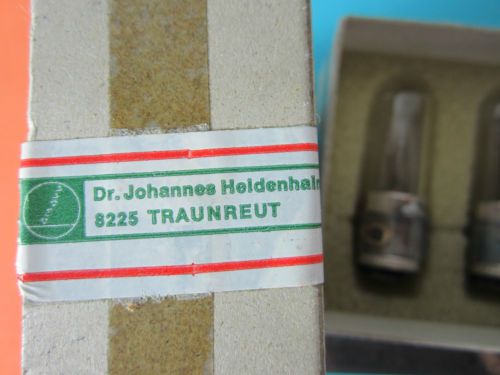 Dr. Johannes Heidenhain
8225 TRAUNREUT